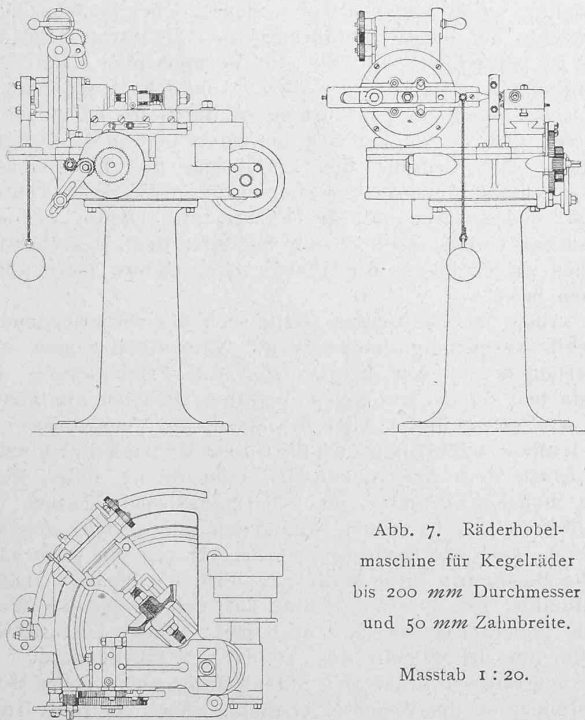 Abb. 7. Räderhobel-
maschine für Kegelräder
bis 200 mm Durchmesser
und 50 mm Zahnbreite.
Masstab 1 : 20.